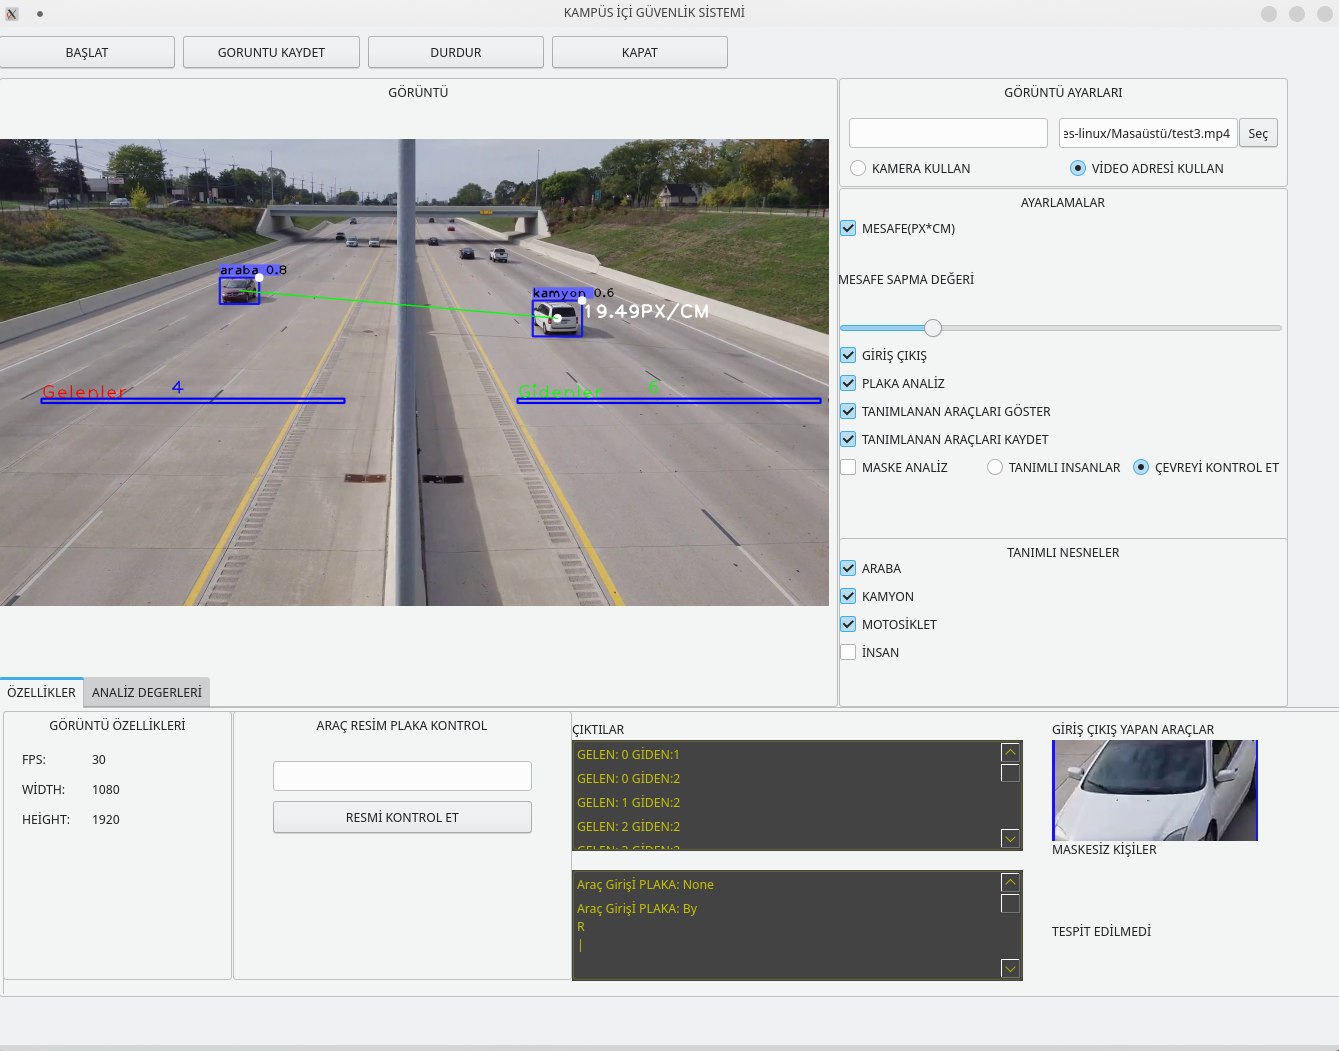 KAMPÜS İÇİ GÜVENLİK SİSTEMİ
BAŞLAT
GORUNTU KAYDET
DURDUR
KAPAT
GÖRÜNTÜ
araba 0.8
kamyon 0.6
19.49PX/CM
Gelenler 4
Gidenler 6
GÖRÜNTÜ AYARLARI
es-linux/Masaüstü/test3.mp4
Seç
KAMERA KULLAN
VİDEO ADRESİ KULLAN
AYARLAMALAR
MESAFE(PX*CM)
MESAFE SAPMA DEĞERİ
GİRİŞ ÇIKIŞ
PLAKA ANALİZ
TANIMLANAN ARAÇLARI GÖSTER
TANIMLANAN ARAÇLARI KAYDET
MASKE ANALİZ
TANIMLI INSANLAR
ÇEVREYİ KONTROL ET
TANIMLI NESNELER
ARABA
KAMYON
MOTOSİKLET
İNSAN
ÖZELLİKLER
ANALİZ DEGERLERİ
GÖRÜNTÜ ÖZELLİKLERİ
FPS: 30
WİDTH: 1080
HEİGHT: 1920
ARAÇ RESIM PLAKA KONTROL
RESMİ KONTROL ET
ÇIKTILAR
GELEN: 0 GİDEN:1
GELEN: 0 GİDEN:2
GELEN: 1 GİDEN:2
GELEN: 2 GİDEN:2
Araç Girişİ PLAKA: None
Araç Girişİ PLAKA: By
R
|
GİRİŞ ÇIKIŞ YAPAN ARAÇLAR
MASKESİZ KİŞİLER
TESPİT EDİLMEDİ